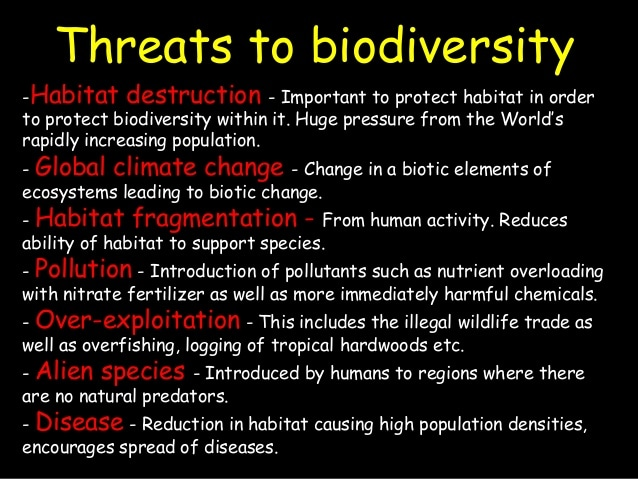 Threats to biodiversity
-Habitat destruction - Important to protect habitat in order
to protect biodiversity within it. Huge pressure from the World's
rapidly increasing population.
- Global climate change - Change in a biotic elements of
ecosystems leading to biotic change.
- Habitat fragmentation - From human activity. Reduces
ability of habitat to support species.
- Pollution - Introduction of pollutants such as nutrient overloading
with nitrate fertilizer as well as more immediately harmful chemicals.
- Over-exploitation - This includes the illegal wildlife trade as
well as overfishing, logging of tropical hardwoods etc.
- Alien species - Introduced by humans to regions where there
are no natural predators.
- Disease - Reduction in habitat causing high population densities,
encourages spread of diseases.